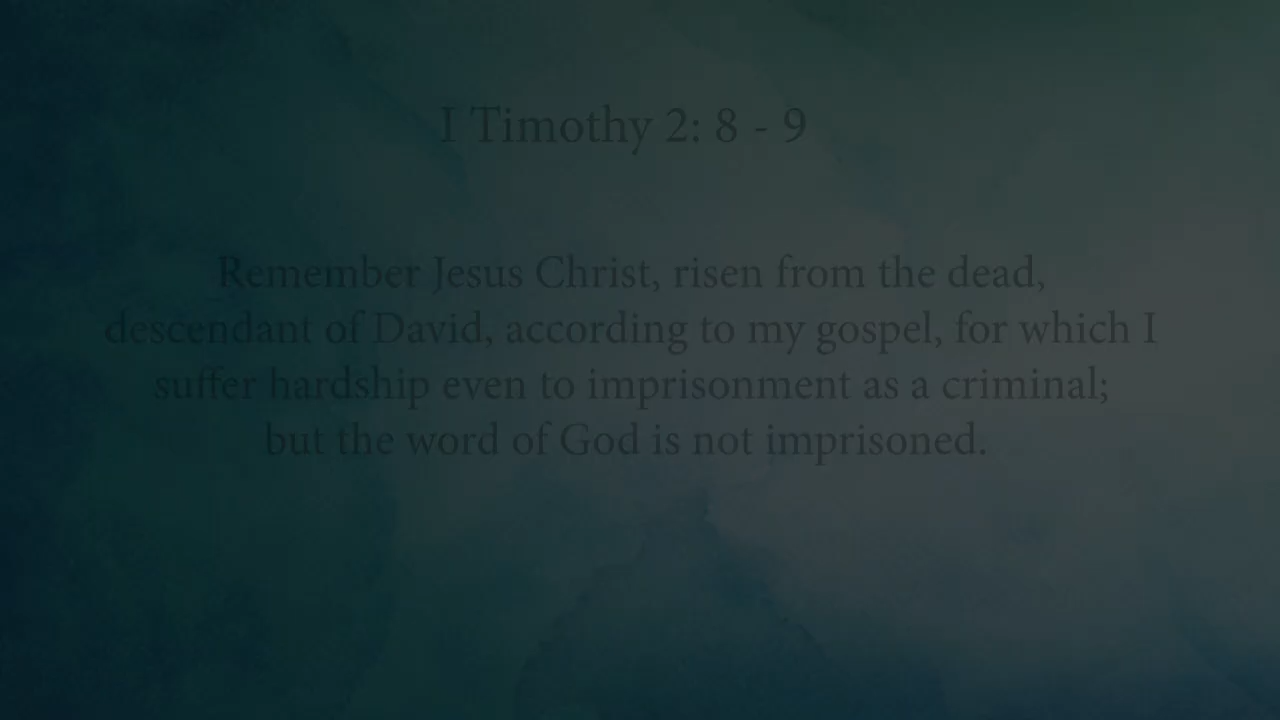 I Timothy 2: 8 - 9
Remember Jesus Christ, risen from the dead,
descendant of David, according to my gospel, for which I
suffer hardship even to imprisonment as a criminal;
but the word of God is not imprisoned.